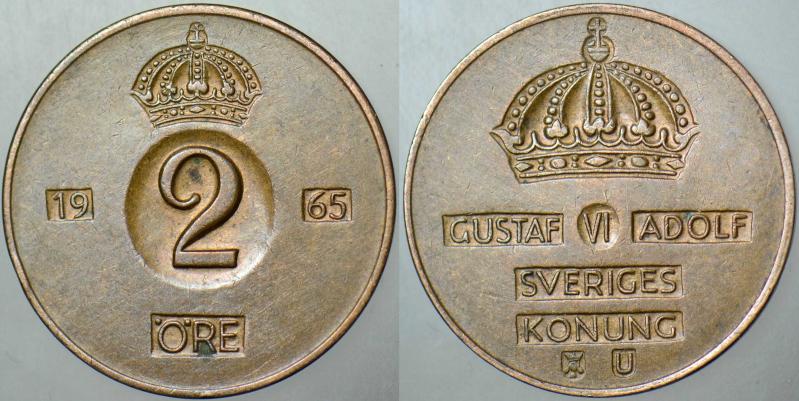 2
19 65
ÖRE
GUSTAF VI ADOLF
SVERIGES
KONUNG
U